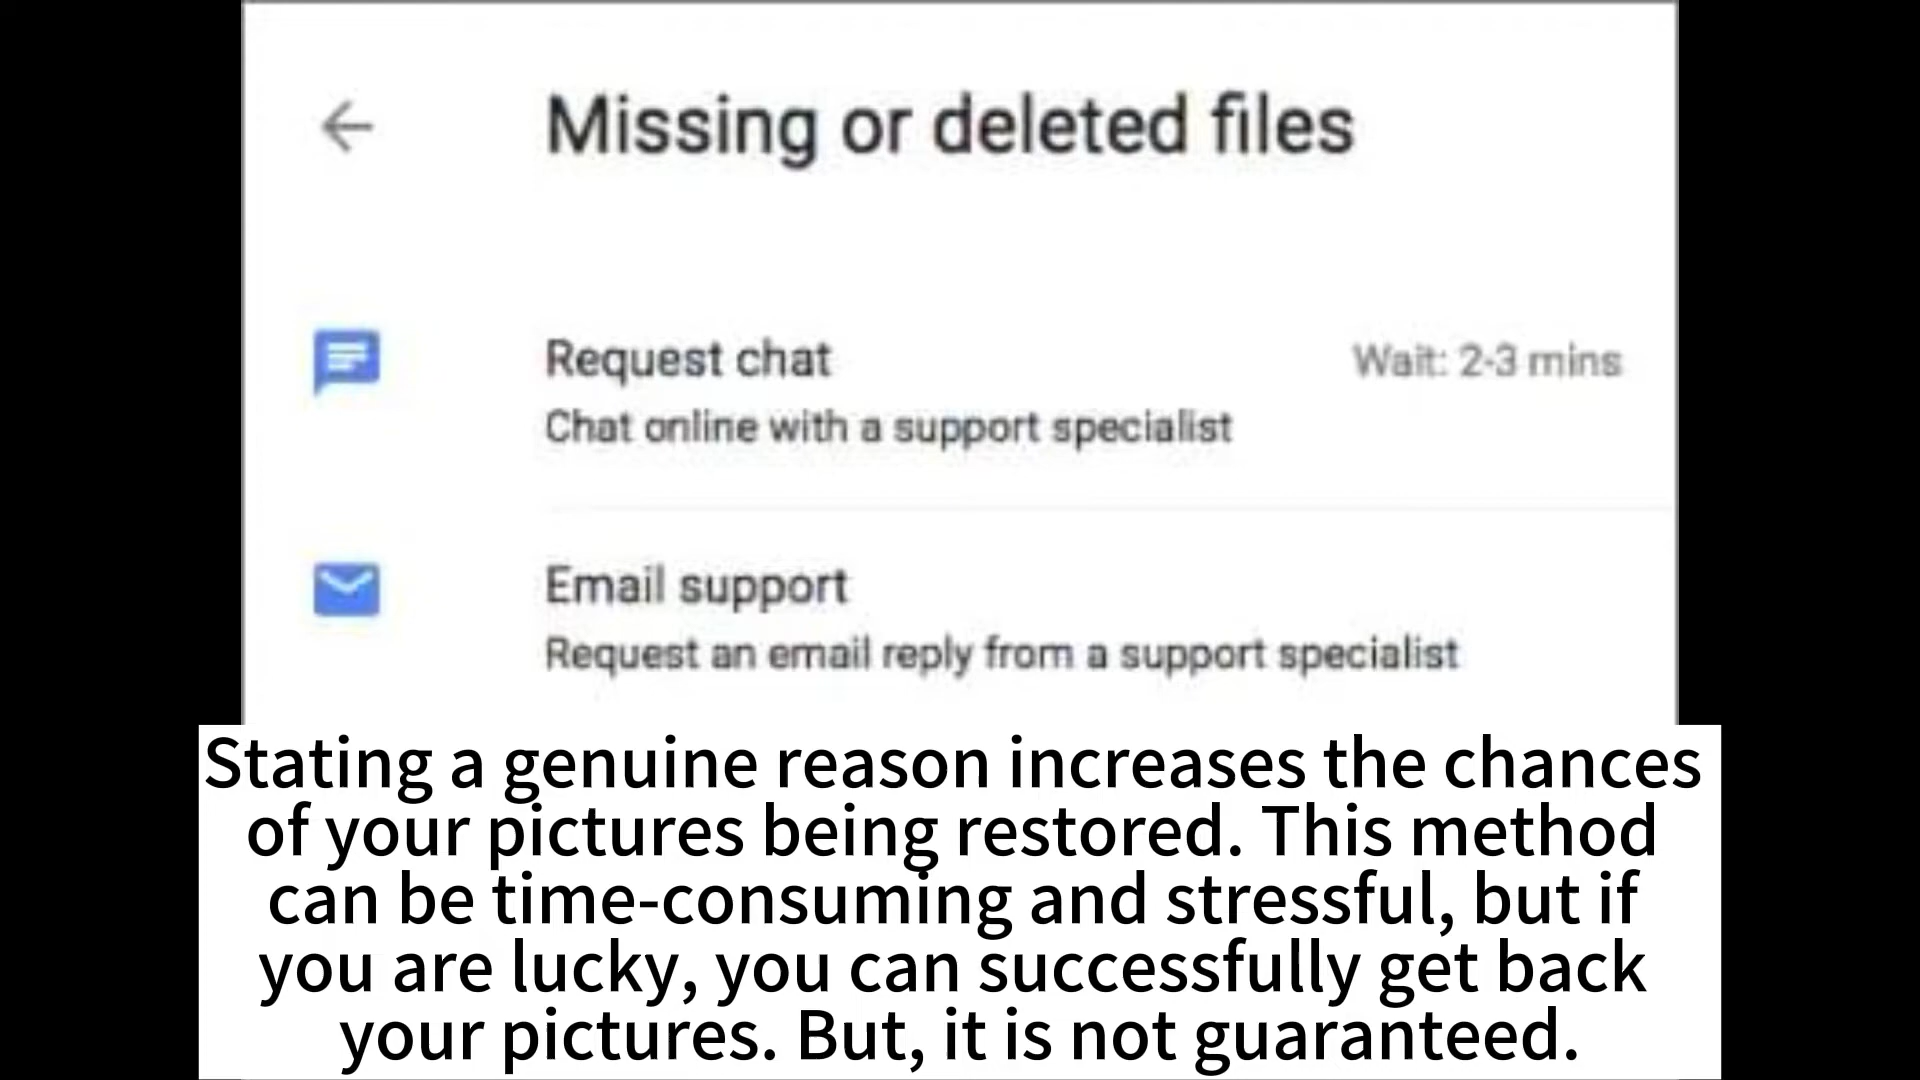 Missing or deleted files
Request chat
Wait: 2-3 mins
Chat online with a support specialist
Email support
Request an email reply from a support specialist
Stating a genuine reason increases the chances
of your pictures being restored. This method
can be time-consuming and stressful, but if
you are lucky, you can successfully get back
your pictures. But, it is not guaranteed.